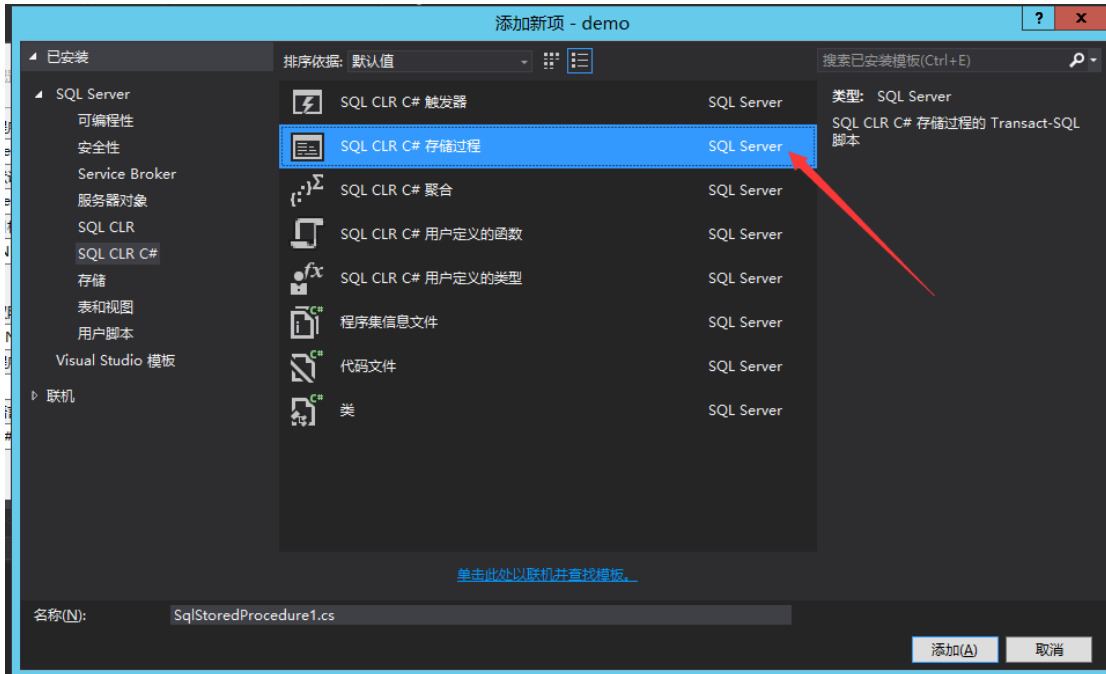 添加新项 - demo
? x
已安装
排序依据: 默认值
搜索已安装模板(Ctrl+E)
SQL Server
可编程性
安全性
Service Broker
服务器对象
SQL CLR
SQL CLR C#
存储
表和视图
用户脚本
Visual Studio 模板
联机
SQL CLR C# 触发器 SQL Server
SQL CLR C# 存储过程 SQL Server
SQL CLR C# 聚合 SQL Server
SQL CLR C# 用户定义的函数 SQL Server
SQL CLR C# 用户定义的类型 SQL Server
程序集信息文件 SQL Server
代码文件 SQL Server
类 SQL Server
类型: SQL Server
SQL CLR C# 存储过程的 Transact-SQL
脚本
单击此处以联机并查找模板。
名称(N): SqlStoredProcedure1.cs
添加(A) 取消